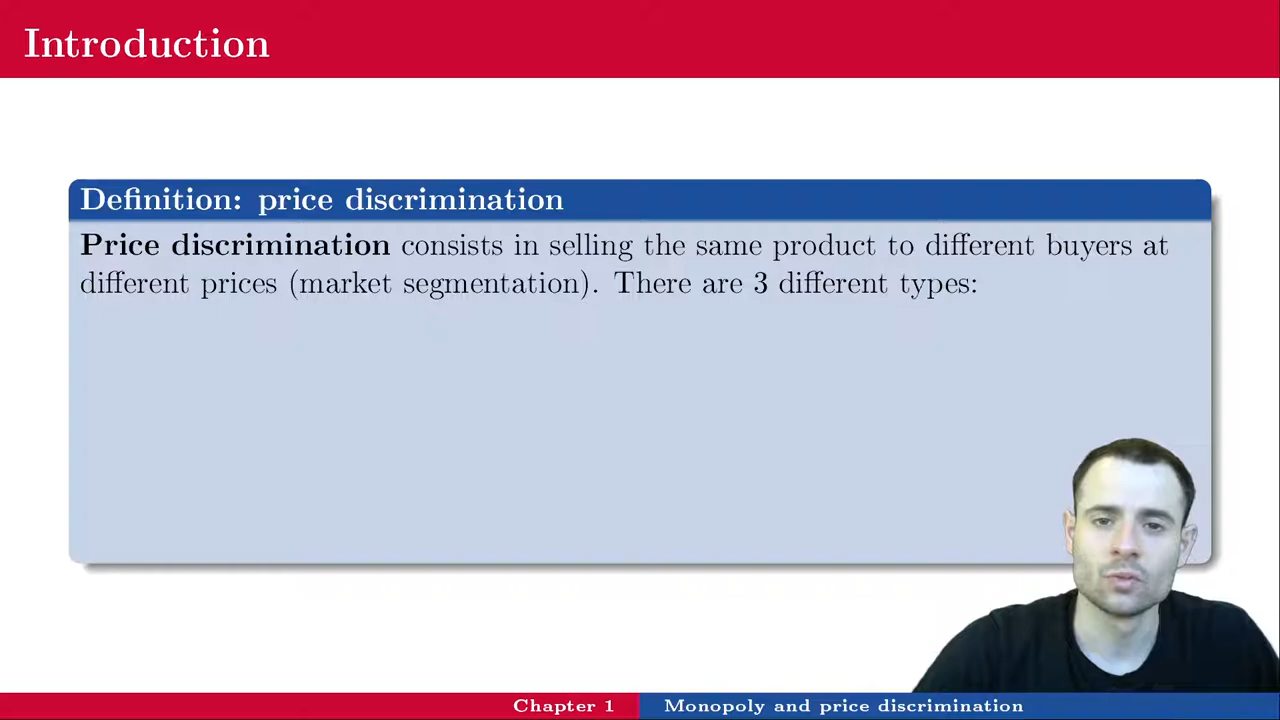 Introduction
Definition: price discrimination
Price discrimination consists in selling the same product to different buyers at
different prices (market segmentation). There are 3 different types:
Chapter 1 Monopoly and price discrimination